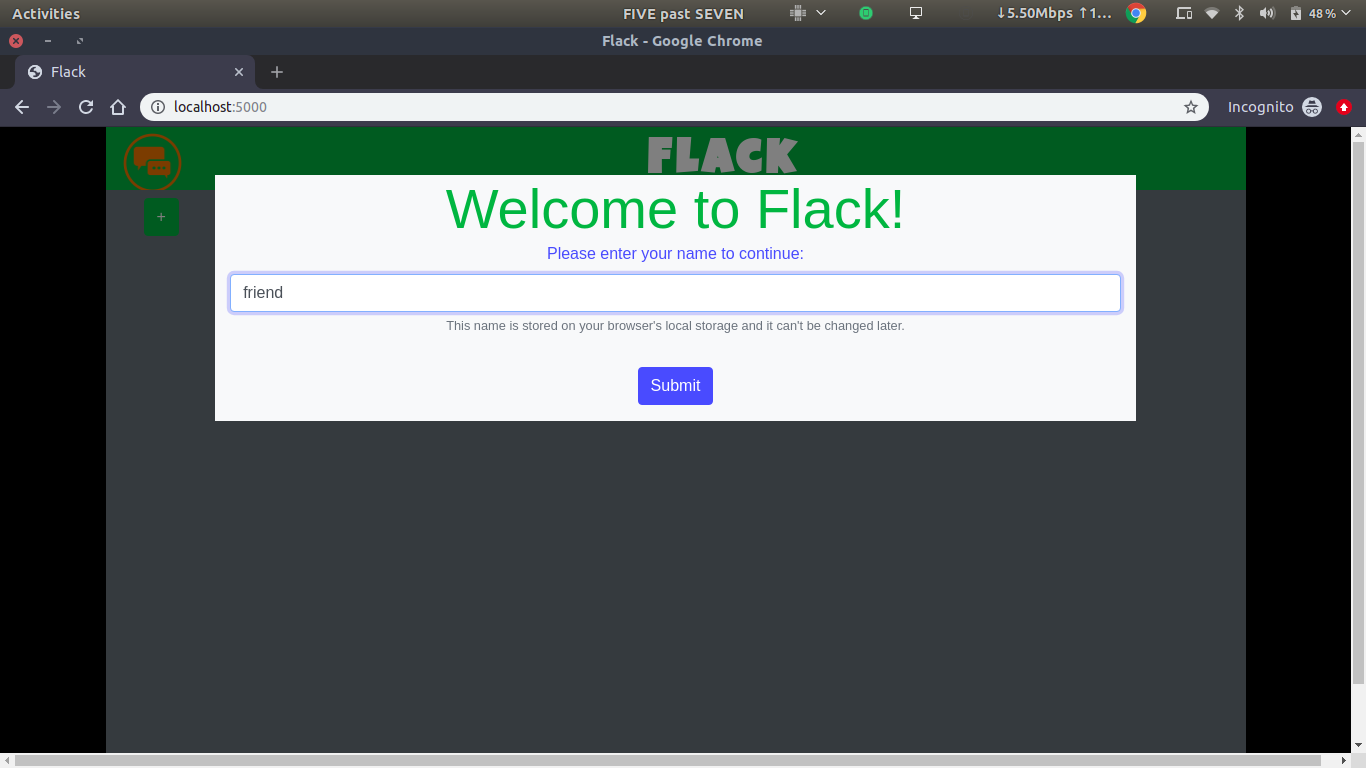 Activities FIVE past SEVEN ↓5.50Mbps ↑1... 48 %
Flack - Google Chrome
Flack
localhost:5000 Incognito
FLACK
+
Welcome to Flack!
Please enter your name to continue:
friend
This name is stored on your browser's local storage and it can't be changed later.
Submit